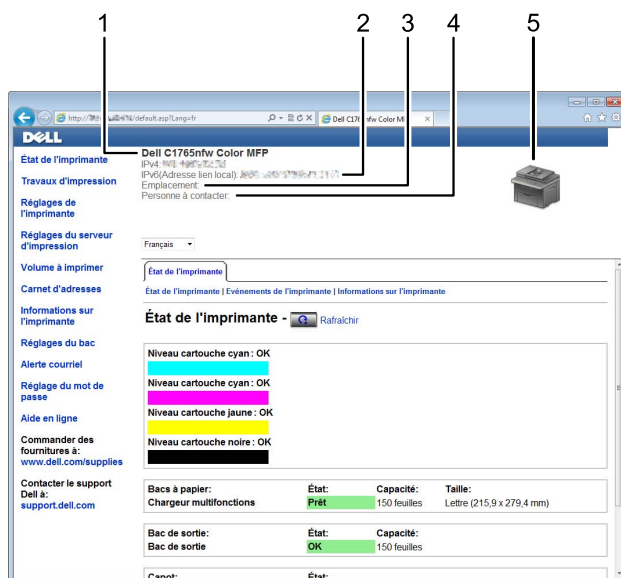 1 2 3 4 5
/default.asp?Lang=fr
Dell C176 nfw Color M
DELL
Dell C1765nfw Color MFP
IPv4:
IPv6(Adresse lien local):
Emplacement:
Personne à contacter:
État de l'imprimante
Travaux d'impression
Réglages de
l'imprimante
Réglages du serveur
d'impression
Volume à imprimer
Carnet d'adresses
Informations sur
l'imprimante
Réglages du bac
Alerte courriel
Réglage du mot de
passe
Aide en ligne
Commander des
fournitures à:
www.dell.com/supplies
Contacter le support
Dell à:
support.dell.com
Français
État de l'imprimante
État de l'imprimante | Evénements de l'imprimante | Informations sur l'imprimante
État de l'imprimante - Rafraîchir
Niveau cartouche cyan : OK
Niveau cartouche cyan : OK
Niveau cartouche jaune : OK
Niveau cartouche noire : OK
Bacs à papier: État: Capacité: Taille:
Chargeur multifonctions Prêt 150 feuilles Lettre (215,9 x 279,4 mm)
Bac de sortie: État: Capacité:
Bac de sortie OK 150 feuilles
Capot: État: